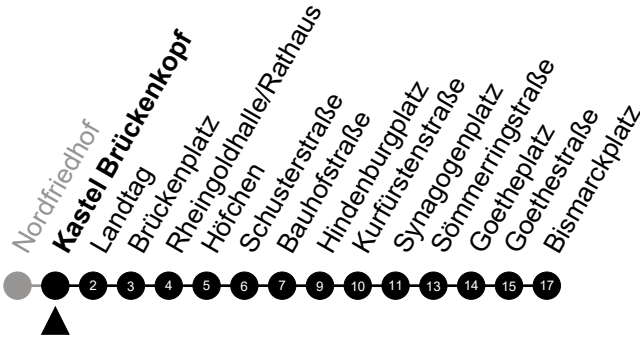 Nordfriedhof
Kastel Brückenkopf
Landtag
Brückenplatz
Rheingoldhalle/Rathaus
Höfchen
Schusterstraße
Bauhofstraße
Hindenburgplatz
Kurfürstenstraße
Synagogenplatz
Sömmerringstraße
Goetheplatz
Goethestraße
Bismarckplatz
2 3 4 5 6 7 9 10 11 13 14 15 17